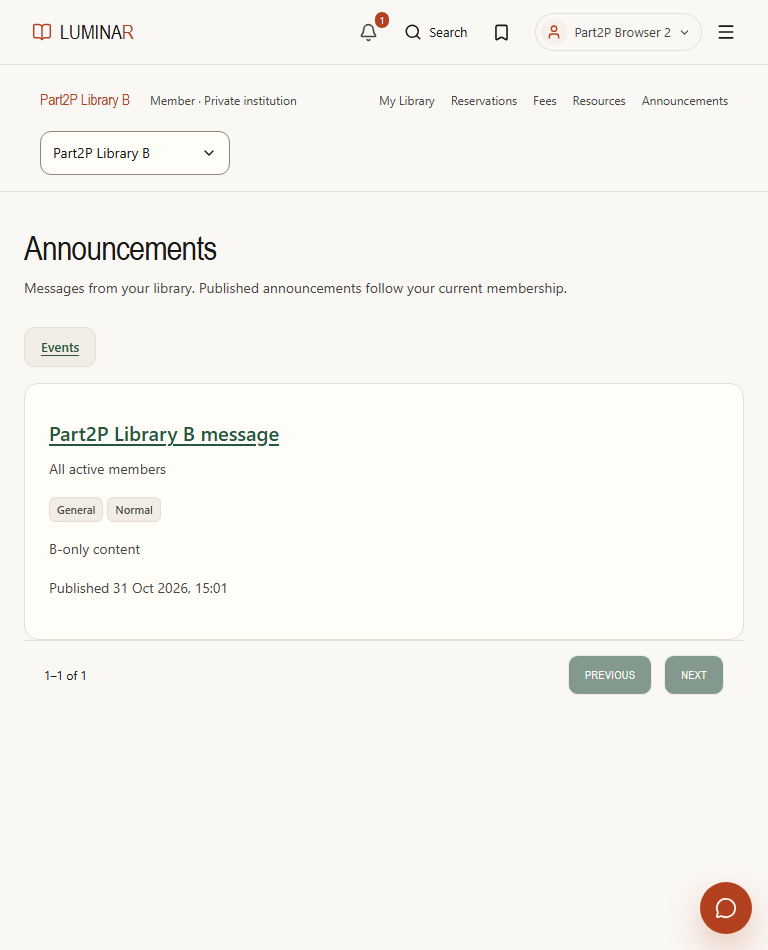 LUMINAR
1
Search
Part2P Browser 2
Part2P Library B
Member · Private institution
My Library
Reservations
Fees
Resources
Announcements
Part2P Library B
Announcements
Messages from your library. Published announcements follow your current membership.
Events
Part2P Library B message
All active members
General
Normal
B-only content
Published 31 Oct 2026, 15:01
1–1 of 1
PREVIOUS
NEXT